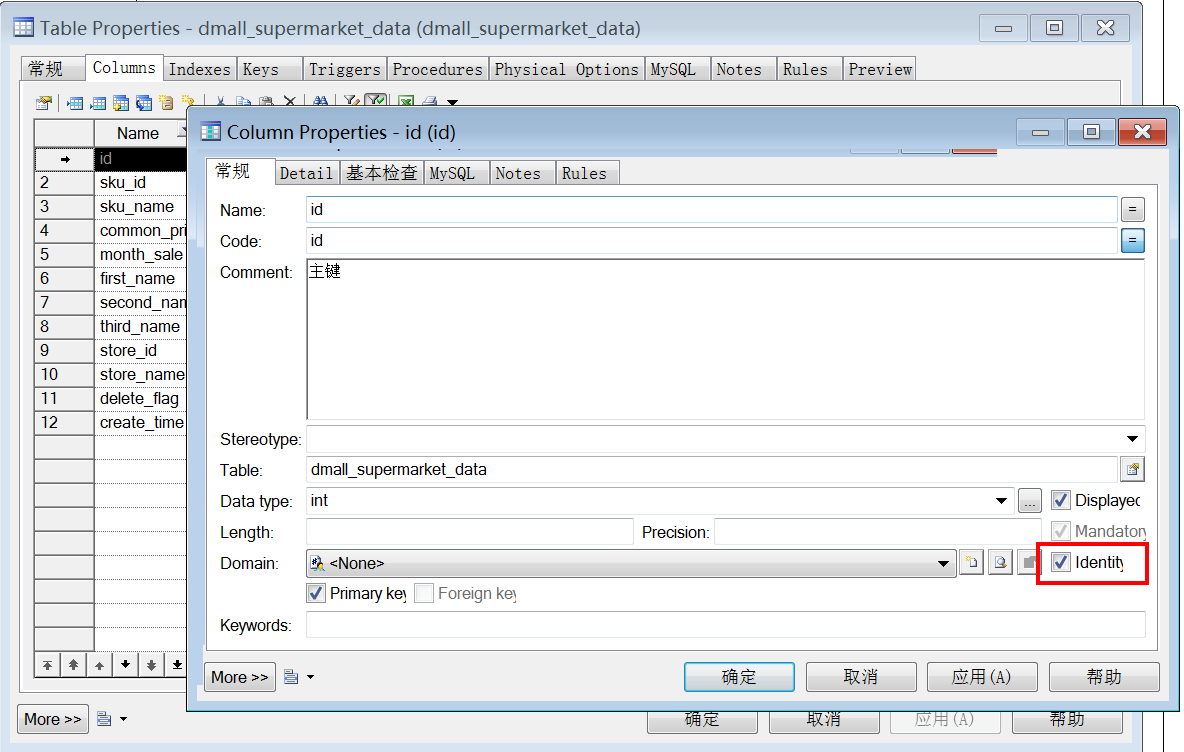 Table Properties - dmall_supermarket_data (dmall_supermarket_data)
常规 Columns Indexes Keys Triggers Procedures Physical Options MySQL Notes Rules Preview
Name
id
2 sku_id
3 sku_name
4 common_pri
5 month_sale
6 first_name
7 second_nam
8 third_name
9 store_id
10 store_name
11 delete_flag
12 create_time
More >>
确定 取消 应用(A) 帮助
Column Properties - id (id)
常规 Detail 基本检查 MySQL Notes Rules
Name: id =
Code: id =
Comment: 主键
Stereotype:
Table: dmall_supermarket_data
Data type: int ... Displayed
Length: Precision: Mandatory
Domain: <None> Identity
Primary key Foreign key
Keywords:
More >> 确定 取消 应用(A) 帮助